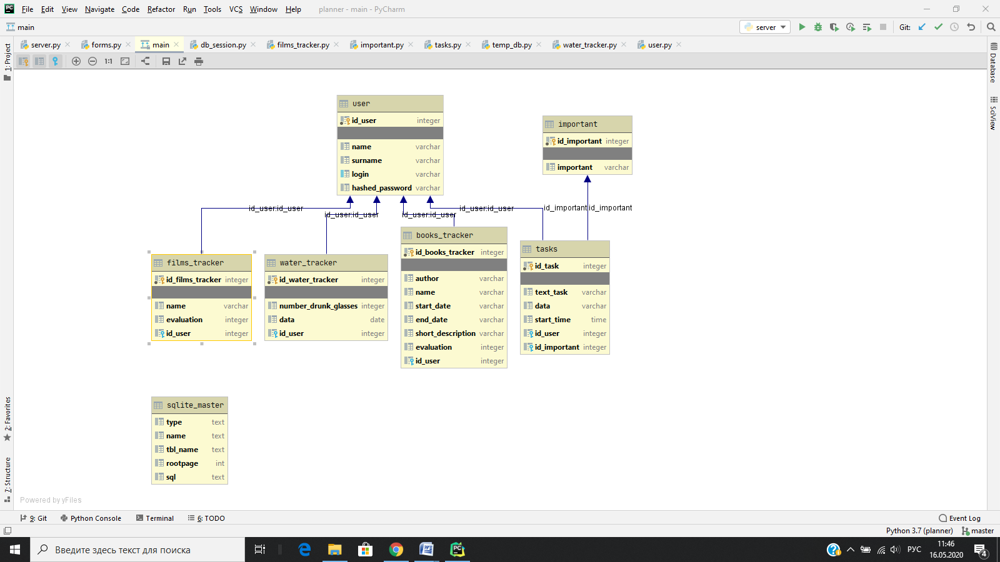 File Edit View Navigate Code Refactor Run Tools VCS Window Help planner - main - PyCharm
main server Git:
server.py forms.py main db_session.py films_tracker.py important.py tasks.py temp_db.py water_tracker.py user.py
1:1
1: Project
Database
SciView
user
id_user integer
name varchar
surname varchar
login varchar
hashed_password varchar
important
id_important integer
important varchar
id_user:id_user
id_user:id_user
id_user:id_user
id_user:id_user
id_important id_important
films_tracker
id_films_tracker integer
name varchar
evaluation integer
id_user integer
water_tracker
id_water_tracker integer
number_drunk_glasses integer
data date
id_user integer
books_tracker
id_books_tracker integer
author varchar
name varchar
start_date varchar
end_date varchar
short_description varchar
evaluation integer
id_user integer
tasks
id_task integer
text_task varchar
data varchar
start_time time
id_user integer
id_important integer
sqlite_master
type text
name text
tbl_name text
rootpage int
sql text
2: Favorites
7: Structure
Powered by yFiles
9: Git Python Console Terminal 6: TODO Event Log
Python 3.7 (planner) master
Введите здесь текст для поиска
РУС
11:46
16.05.2020
4